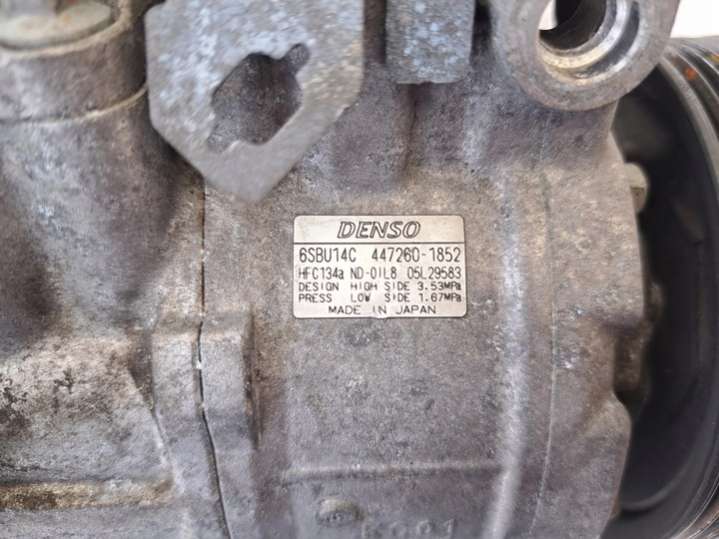 DENSO
6SBU14C 447260-1852
HFC134a ND-OIL8 05L29583
DESIGN HIGH SIDE 3.53MPa
PRESS LOW SIDE 1.67MPa
MADE IN JAPAN